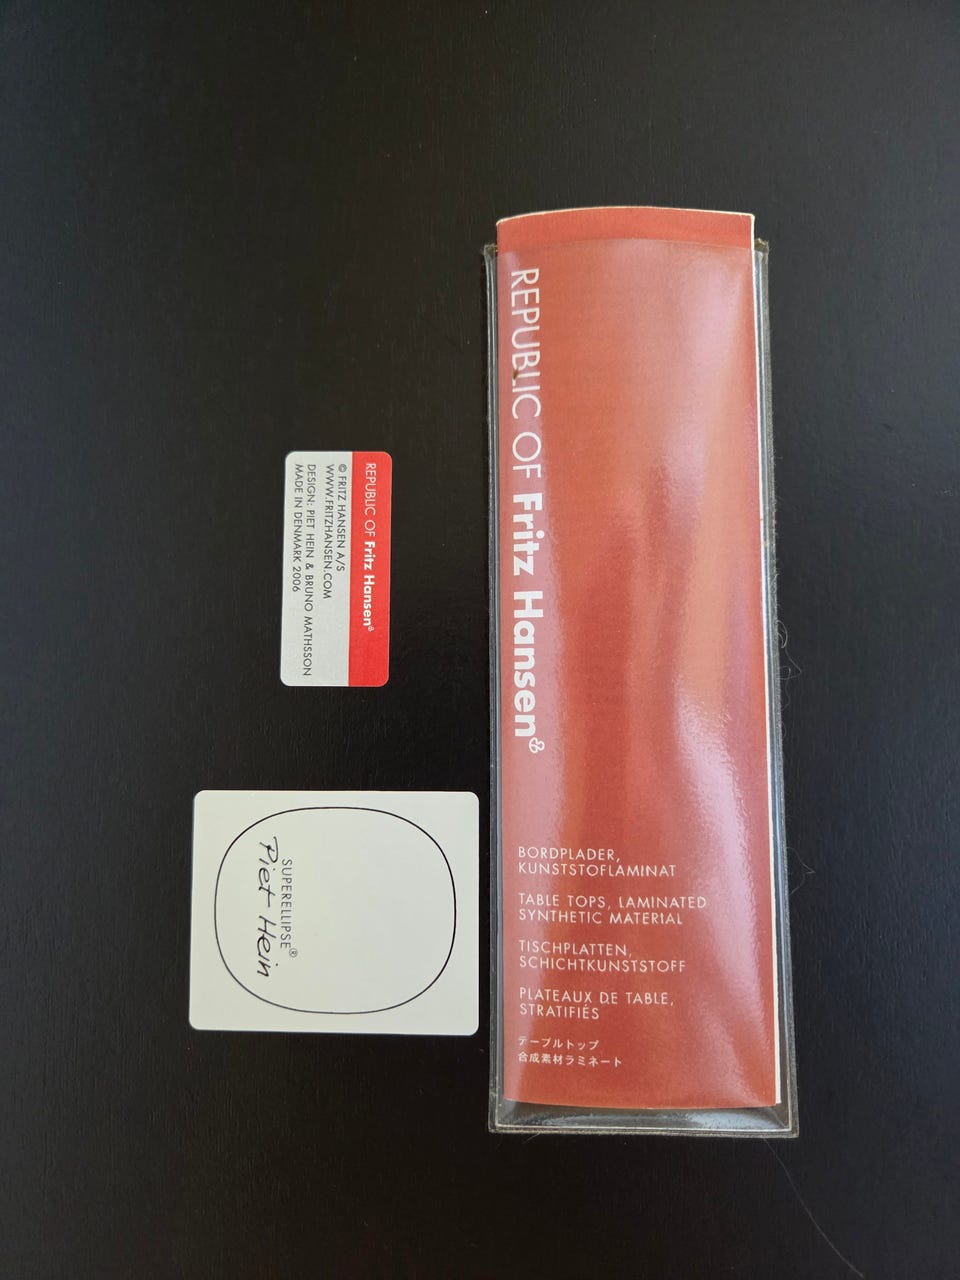 REPUBLIC OF Fritz Hansen®
© FRITZ HANSEN A/S
WWW.FRITZHANSEN.COM
DESIGN: PIET HEIN & BRUNO MATHSSON
MADE IN DENMARK 2006
SUPERELLIPSE®
Piet Hein
REPUBLIC OF Fritz Hansen
BORDPLADER,
KUNSTSTOFLAMINAT
TABLE TOPS, LAMINATED
SYNTHETIC MATERIAL
TISCHPLATTEN,
SCHICHTKUNSTSTOFF
PLATEAUX DE TABLE,
STRATIFIÉS
テーブルトップ
合成素材ラミネート